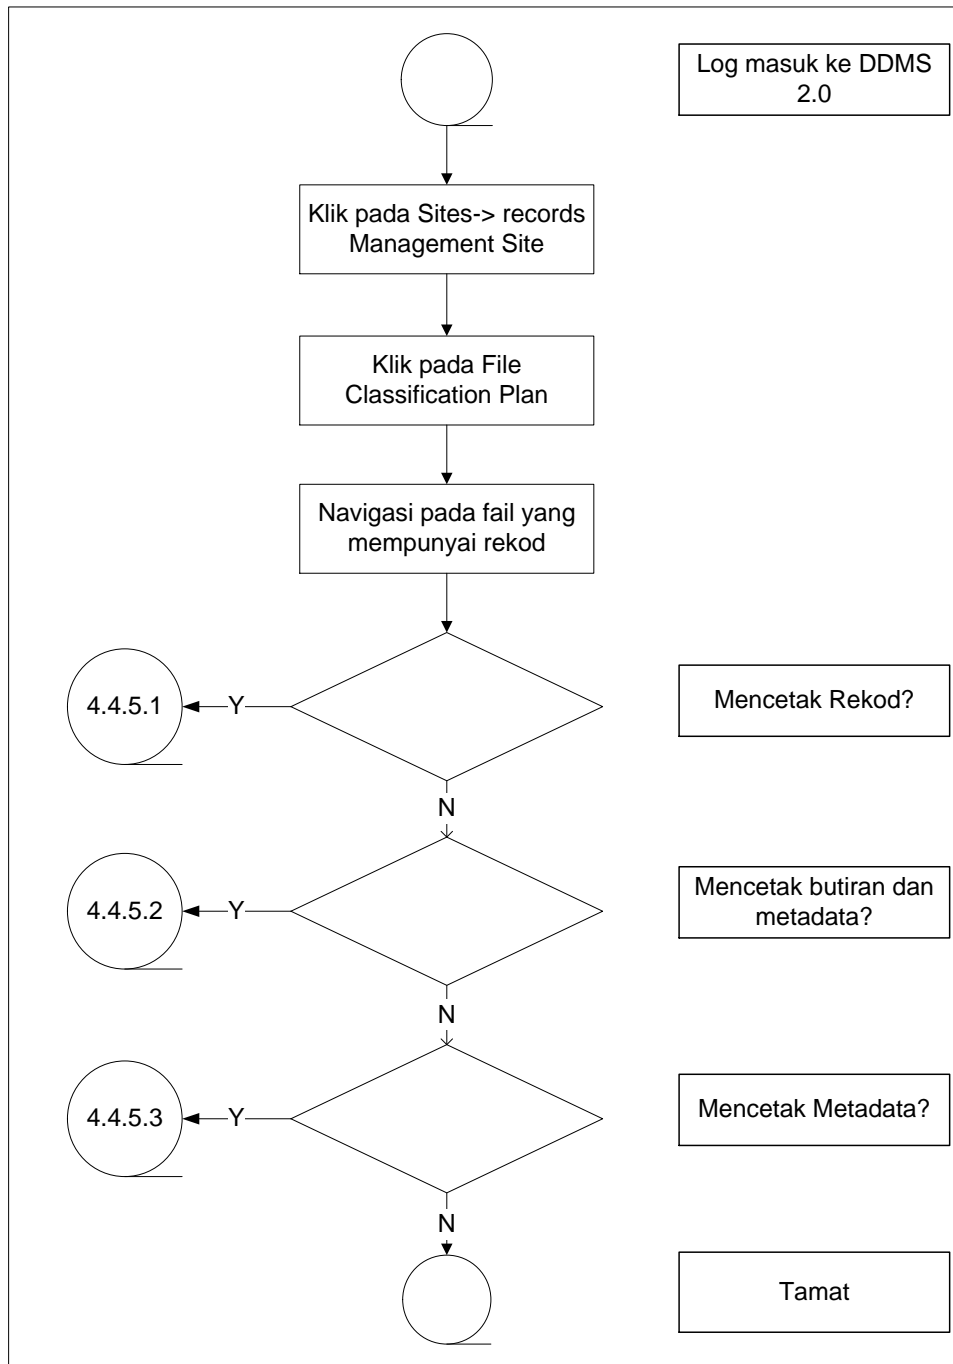 Log masuk ke DDMS
2.0
Klik pada Sites-> records
Management Site
Klik pada File
Classification Plan
Navigasi pada fail yang
mempunyai rekod
4.4.5.1
Y
Mencetak Rekod?
N
4.4.5.2
Y
Mencetak butiran dan
metadata?
N
4.4.5.3
Y
Mencetak Metadata?
N
Tamat